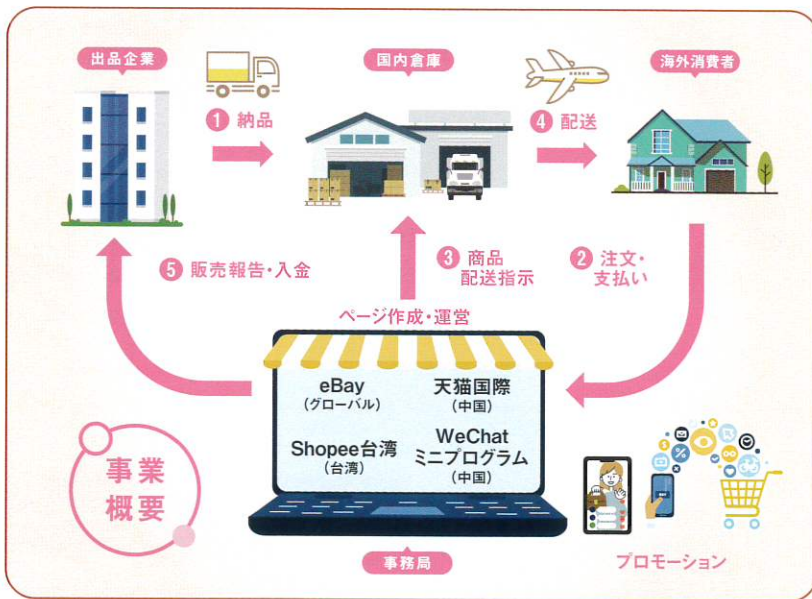 出品企業
国内倉庫
海外消費者
1 納品
4 配送
5 販売報告・入金
3 商品
配送指示
2 注文・
支払い
ページ作成・運営
eBay
(グローバル)
天猫国際
(中国)
Shopee台湾
(台湾)
WeChat
ミニプログラム
(中国)
事業
概要
事務局
プロモーション